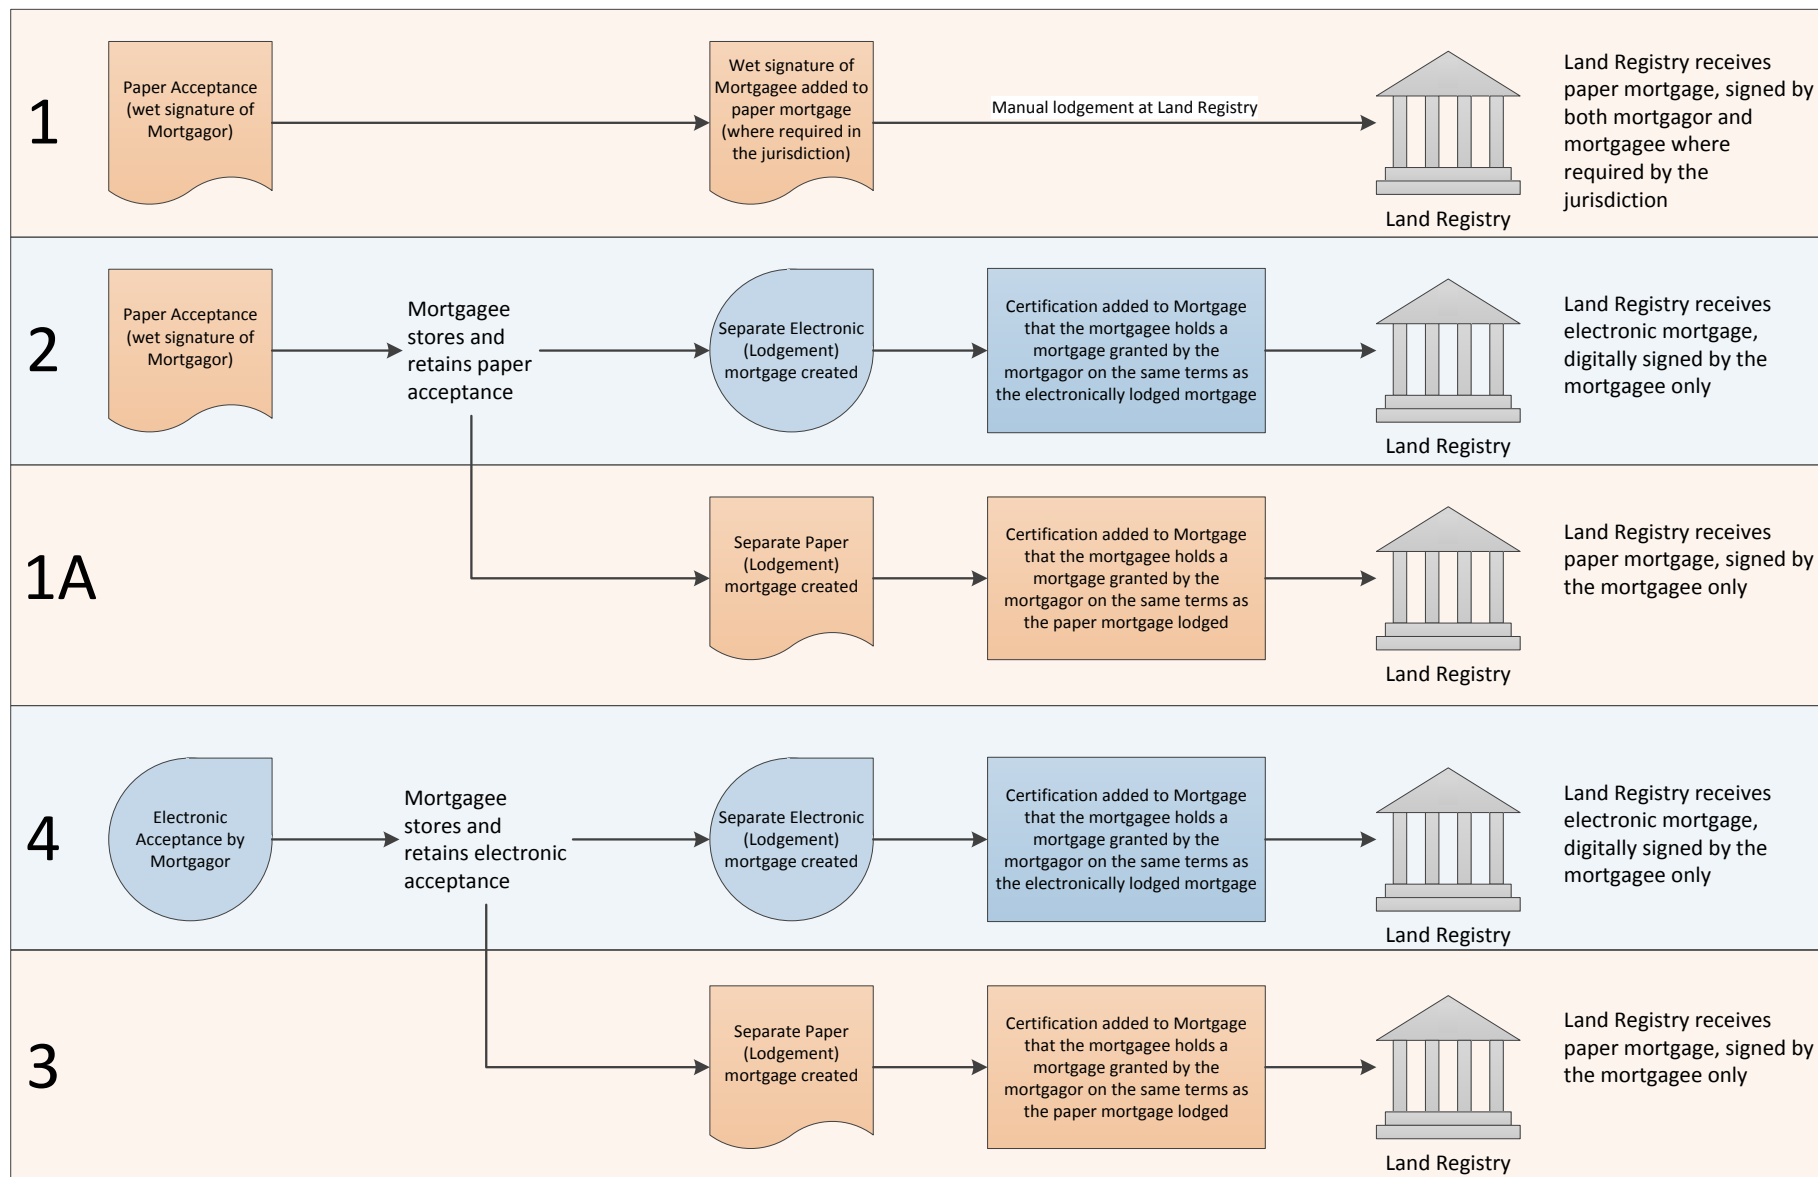 1
Paper Acceptance
(wet signature of
Mortgagor)
Wet signature of
Mortgagee added to
paper mortgage
(where required in
the jurisdiction)
Manual lodgement at Land Registry
Land Registry
Land Registry receives
paper mortgage, signed by
both mortgagor and
mortgagee where
required by the
jurisdiction
2
Paper Acceptance
(wet signature of
Mortgagor)
Mortgagee
stores and
retains paper
acceptance
Separate Electronic
(Lodgement)
mortgage created
Certification added to Mortgage
that the mortgagee holds a
mortgage granted by the
mortgagor on the same terms as
the electronically lodged mortgage
Land Registry
Land Registry receives
electronic mortgage,
digitally signed by the
mortgagee only
1A
Separate Paper
(Lodgement)
mortgage created
Certification added to Mortgage
that the mortgagee holds a
mortgage granted by the
mortgagor on the same terms as
the paper mortgage lodged
Land Registry
Land Registry receives
paper mortgage, signed by
the mortgagee only
4
Electronic
Acceptance by
Mortgagor
Mortgagee
stores and
retains electronic
acceptance
Separate Electronic
(Lodgement)
mortgage created
Certification added to Mortgage
that the mortgagee holds a
mortgage granted by the
mortgagor on the same terms as
the electronically lodged mortgage
Land Registry
Land Registry receives
electronic mortgage,
digitally signed by the
mortgagee only
3
Separate Paper
(Lodgement)
mortgage created
Certification added to Mortgage
that the mortgagee holds a
mortgage granted by the
mortgagor on the same terms as
the paper mortgage lodged
Land Registry
Land Registry receives
paper mortgage, signed by
the mortgagee only